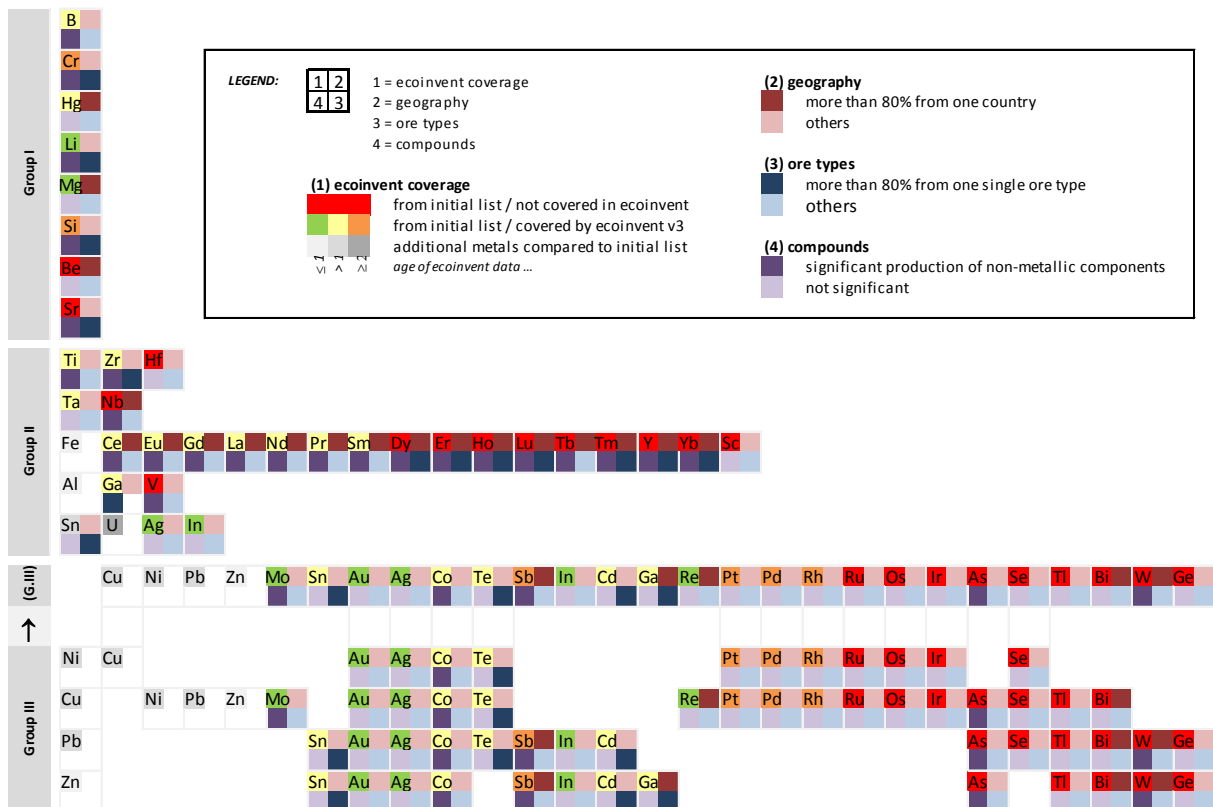 B
Cr
Hg
Li
Mg
Si
Be
Sr
Group I
LEGEND:
1 2
4 3
1 = ecoinvent coverage
2 = geography
3 = ore types
4 = compounds
(1) ecoinvent coverage
from initial list / not covered in ecoinvent
from initial list / covered by ecoinvent v3
additional metals compared to initial list
≤ 1
> 1
≥ 2
age of ecoinvent data ...
(2) geography
more than 80% from one country
others
(3) ore types
more than 80% from one single ore type
others
(4) compounds
significant production of non-metallic components
not significant
Group II
Ti Zr Hf
Ta Nb
Fe Ce Eu Gd La Nd Pr Sm Dy Er Ho Lu Tb Tm Y Yb Sc
Al Ga V
Sn U Ag In
(G.III)
Cu Ni Pb Zn Mo Sn Au Ag Co Te Sb In Cd Ga Re Pt Pd Rh Ru Os Ir As Se Tl Bi W Ge
↑
Group III
Ni Cu Au Ag Co Te Pt Pd Rh Ru Os Ir Se
Cu Ni Pb Zn Mo Au Ag Co Te Re Pt Pd Rh Ru Os Ir As Se Tl Bi
Pb Sn Au Ag Co Te Sb In Cd As Se Tl Bi W Ge
Zn Sn Au Ag Co Sb In Cd Ga As Tl Bi W Ge